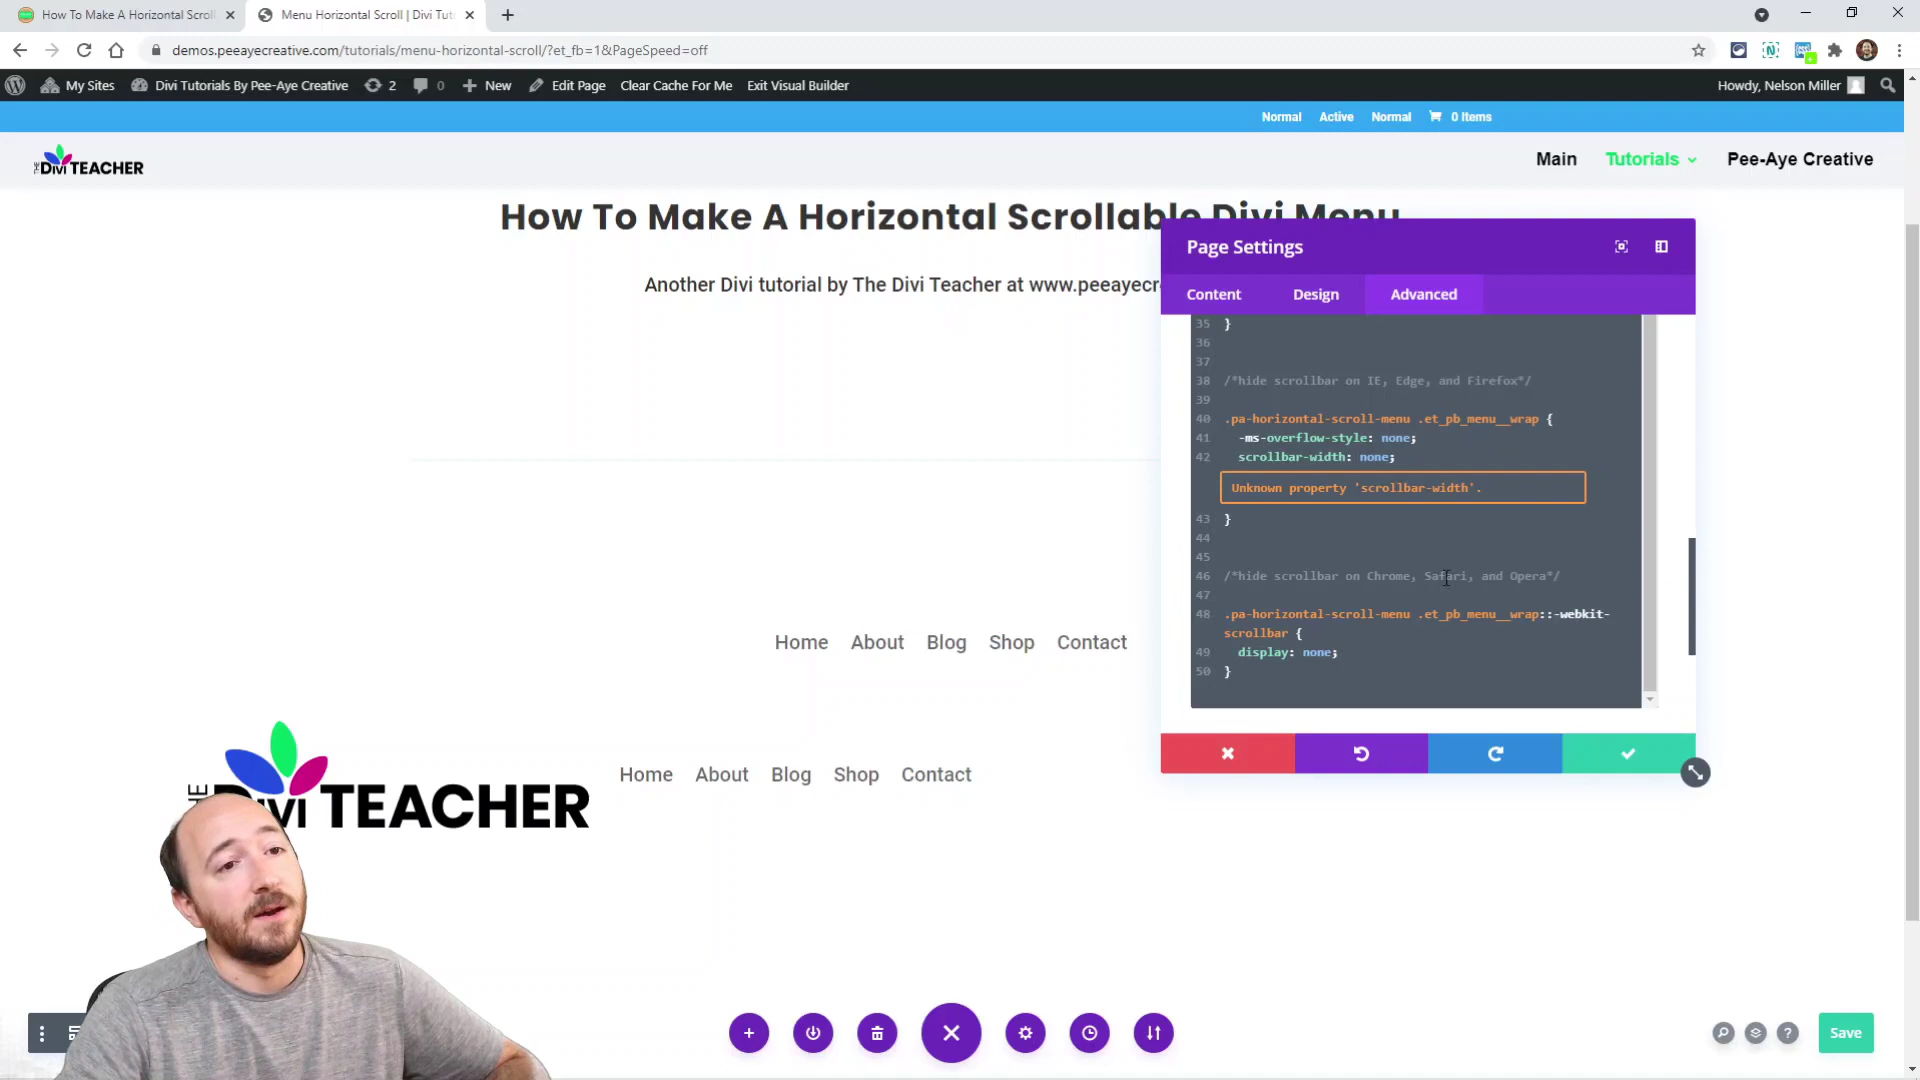 How To Make A Horizontal Scroll
Menu Horizontal Scroll | Divi Tut
demos.peeayecreative.com/tutorials/menu-horizontal-scroll/?et_fb=1&PageSpeed=off
My Sites
Divi Tutorials By Pee-Aye Creative
2
0
New
Edit Page
Clear Cache For Me
Exit Visual Builder
Howdy, Nelson Miller
Normal
Active
Normal
0 Items
THE DIVI TEACHER
Main
Tutorials
Pee-Aye Creative
How To Make A Horizontal Scrollable Divi Menu
Another Divi tutorial by The Divi Teacher at www.peeayecr
Page Settings
Content
Design
Advanced
35 }
36
37
38 /*hide scrollbar on IE, Edge, and Firefox*/
39
40 .pa-horizontal-scroll-menu .et_pb_menu__wrap {
41 -ms-overflow-style: none;
42 scrollbar-width: none;
Unknown property 'scrollbar-width'.
43 }
44
45
46 /*hide scrollbar on Chrome, Safari, and Opera*/
47
48 .pa-horizontal-scroll-menu .et_pb_menu__wrap::-webkit-
scrollbar {
49 display: none;
50 }
Home About Blog Shop Contact
THE DIVI TEACHER
Home About Blog Shop Contact
Save